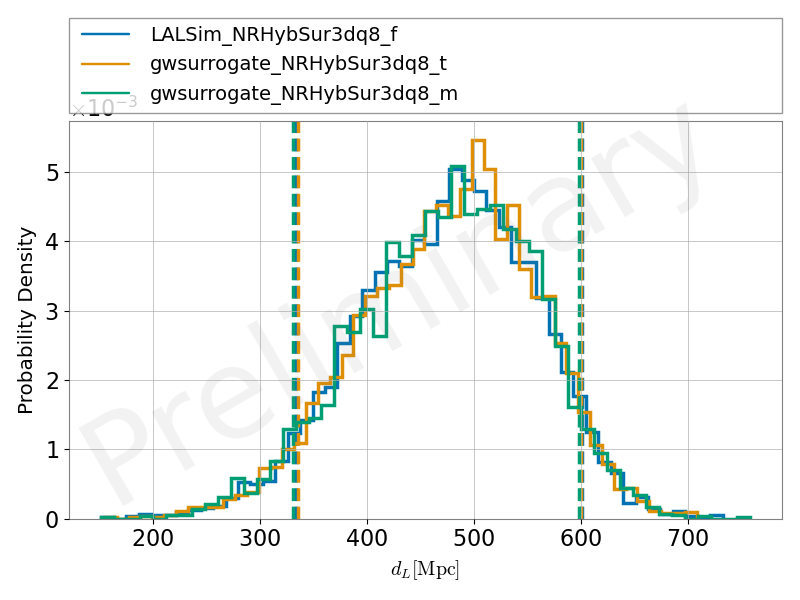 LALSim_NRHybSur3dq8_f
gwsurrogate_NRHybSur3dq8_t
gwsurrogate_NRHybSur3dq8_m
×10⁻³
Preliminary
Probability Density
5
4
3
2
1
0
200 300 400 500 600 700
d_L[Mpc]